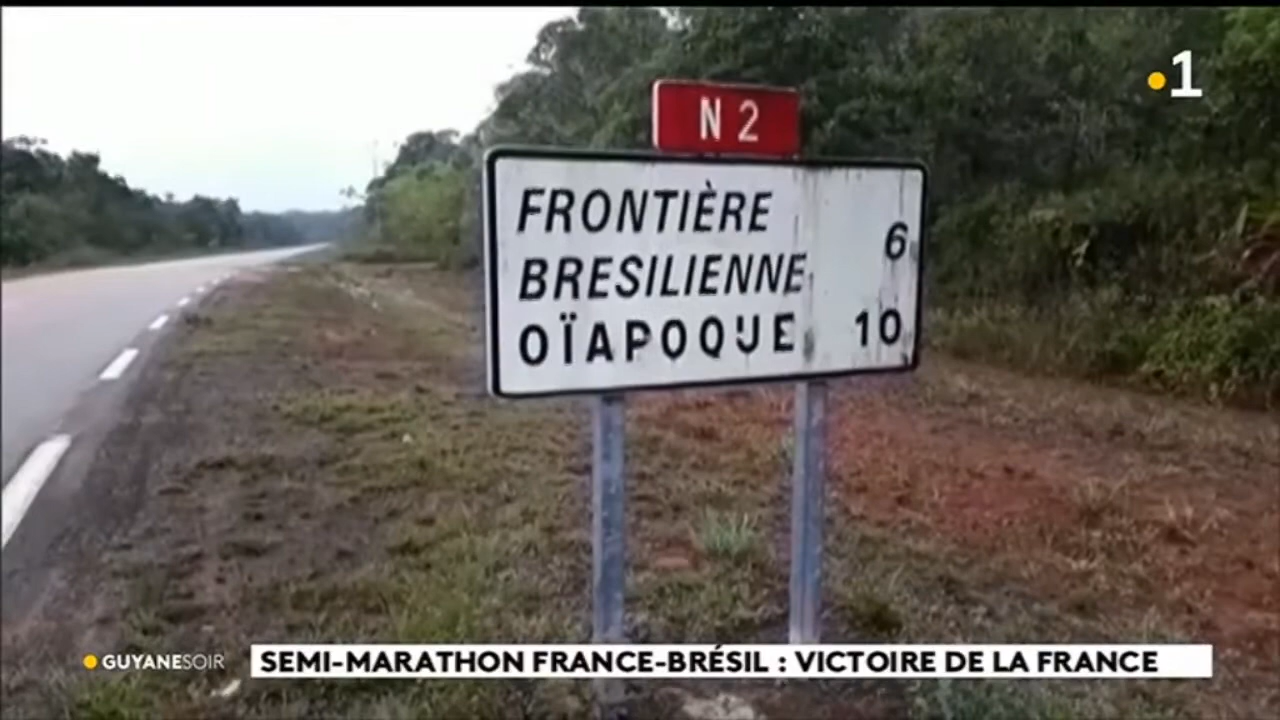 1
N 2
FRONTIÈRE
6
BRESILIENNE
OÏAPOQUE 10
GUYANESOIR
SEMI-MARATHON FRANCE-BRÉSIL : VICTOIRE DE LA FRANCE